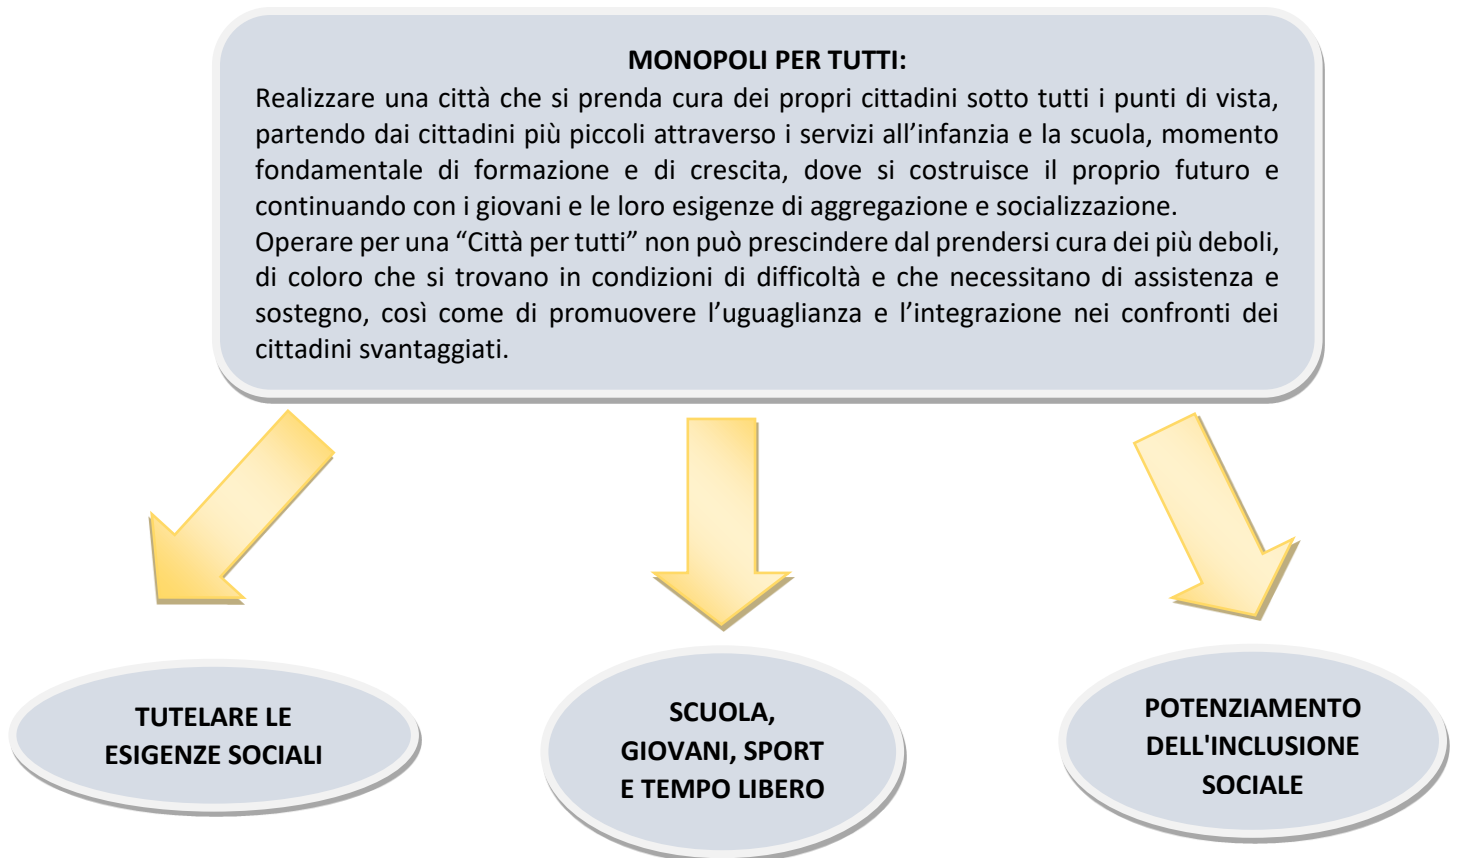 MONOPOLI PER TUTTI:
Realizzare una città che si prenda cura dei propri cittadini sotto tutti i punti di vista,
partendo dai cittadini più piccoli attraverso i servizi all’infanzia e la scuola, momento
fondamentale di formazione e di crescita, dove si costruisce il proprio futuro e
continuando con i giovani e le loro esigenze di aggregazione e socializzazione.
Operare per una “Città per tutti” non può prescindere dal prendersi cura dei più deboli,
di coloro che si trovano in condizioni di difficoltà e che necessitano di assistenza e
sostegno, così come di promuovere l’uguaglianza e l’integrazione nei confronti dei
cittadini svantaggiati.
TUTELARE LE
ESIGENZE SOCIALI
SCUOLA,
GIOVANI, SPORT
E TEMPO LIBERO
POTENZIAMENTO
DELL'INCLUSIONE
SOCIALE